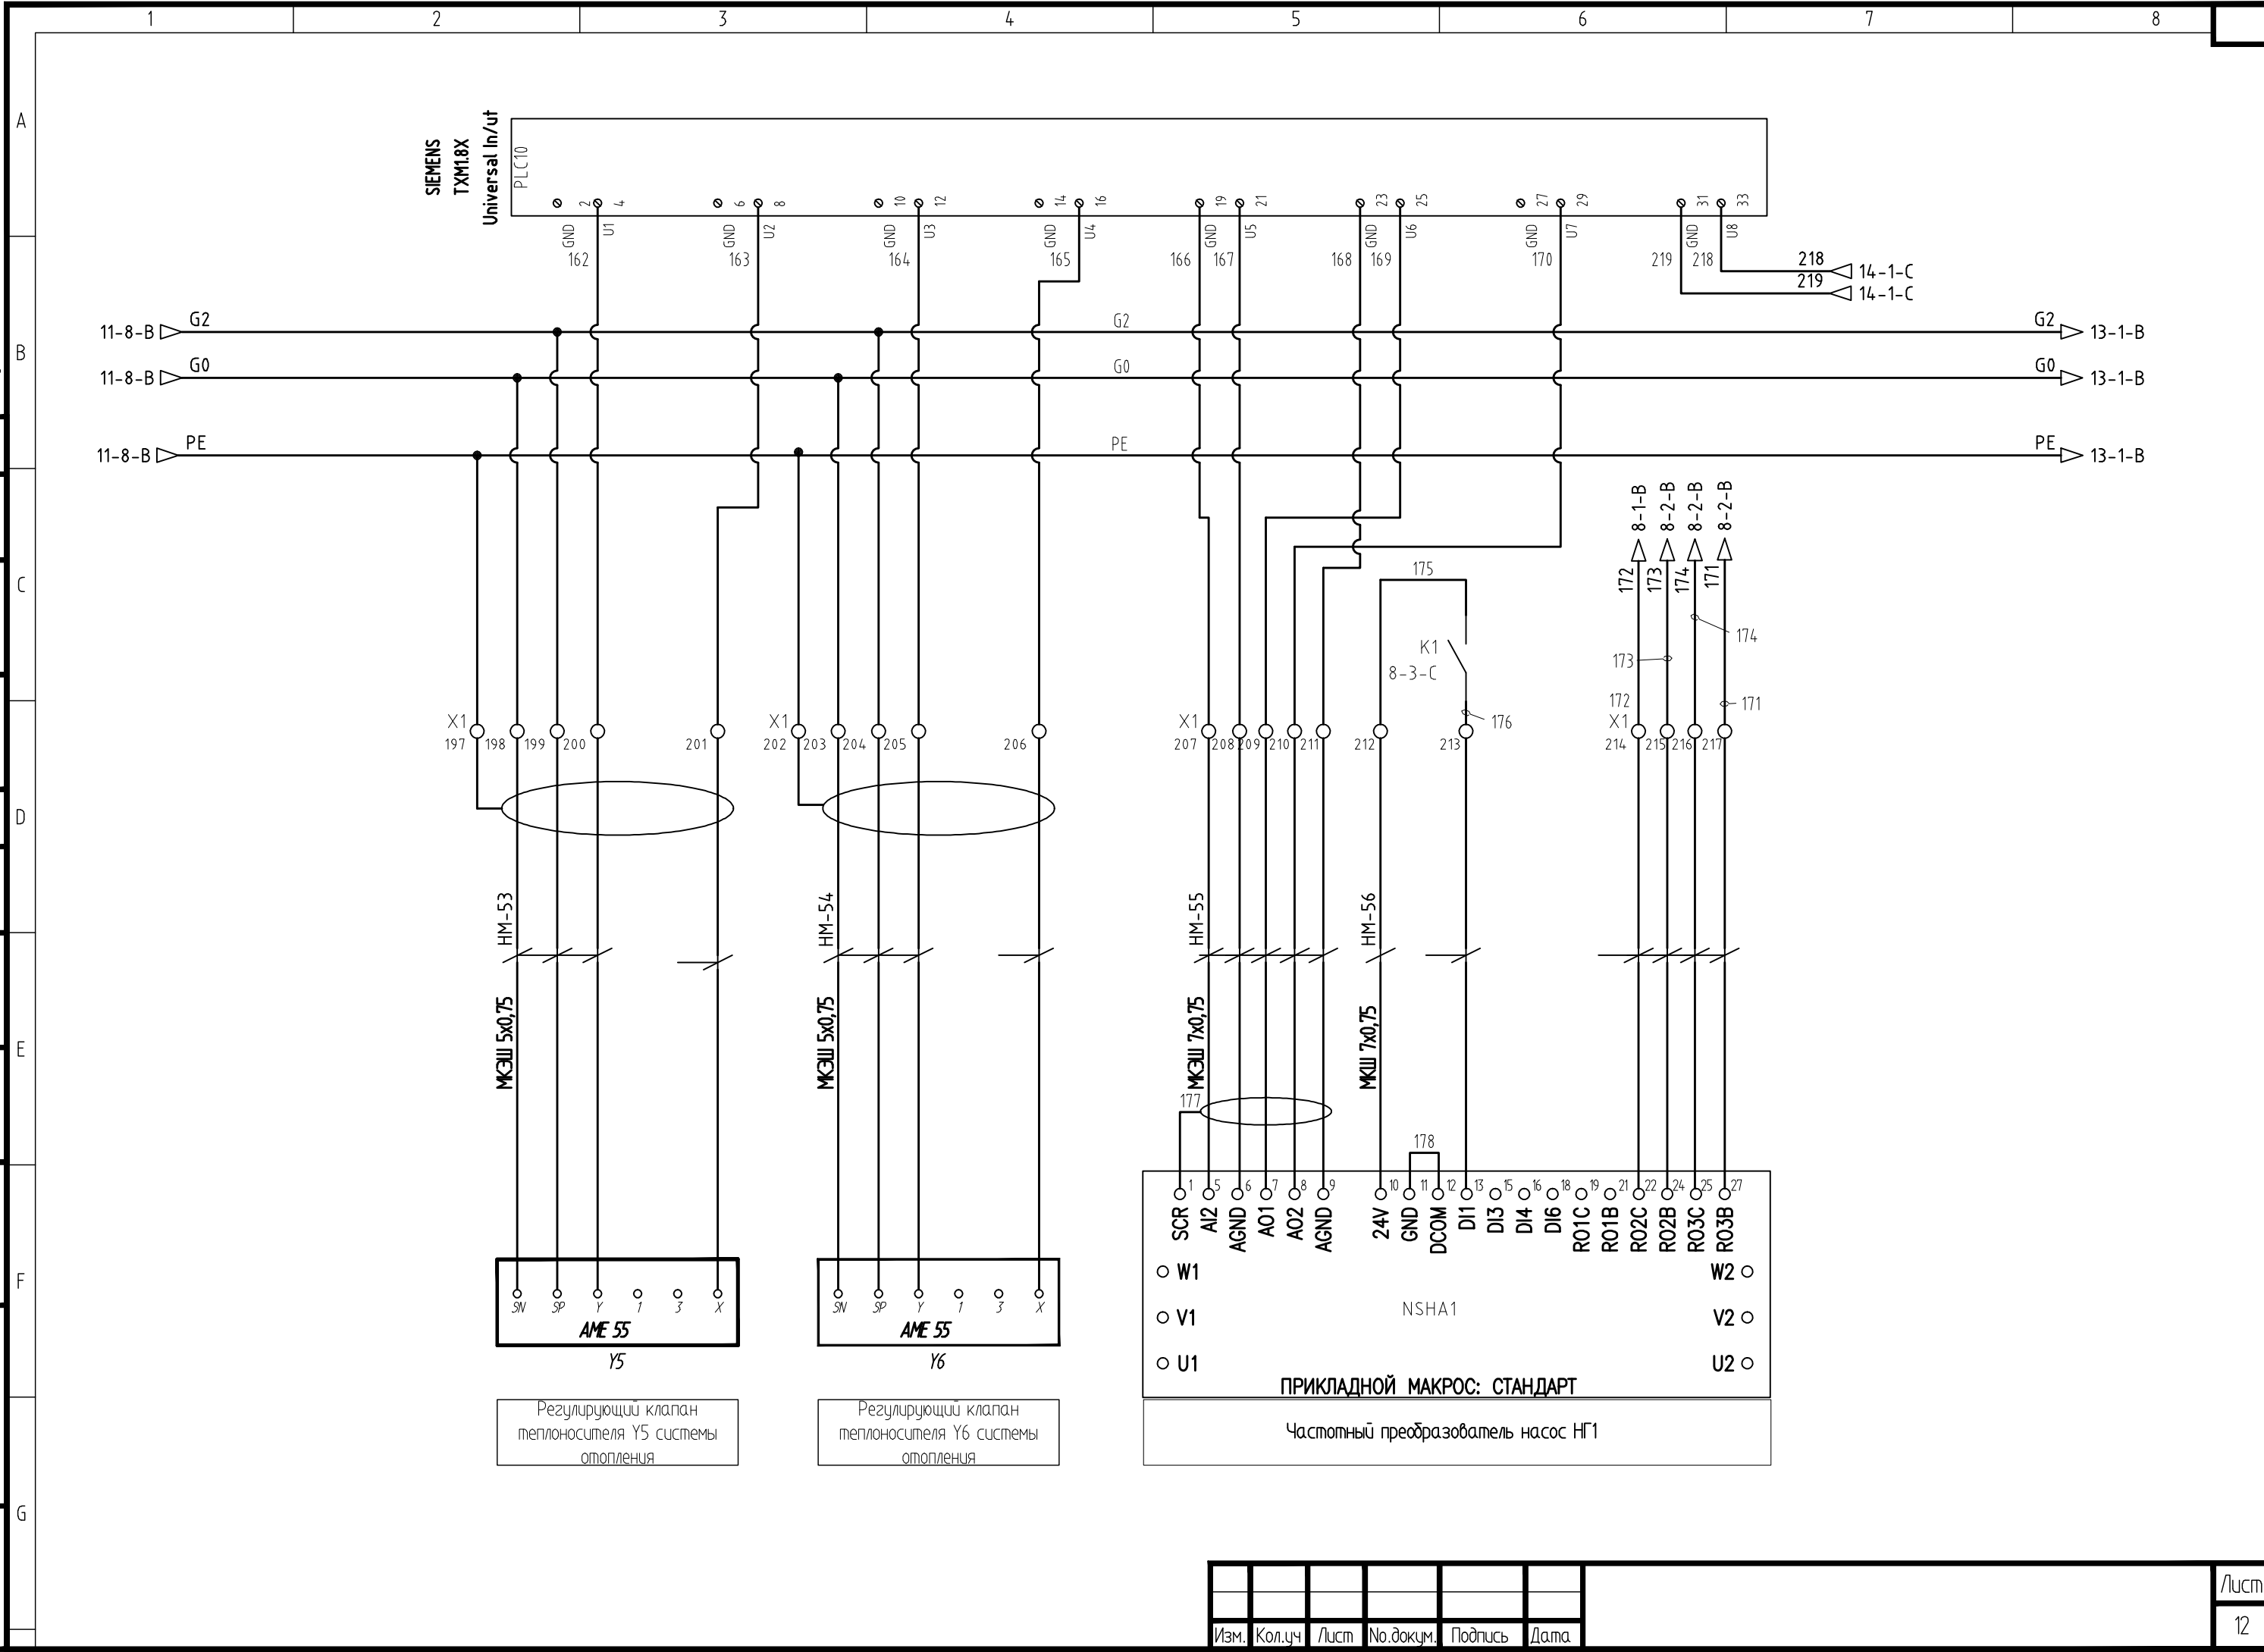 1 2 3 4 5 6 7 8
A
B
C
D
E
F
G
SIEMENS
TXM1.8X
Universal In/ut
PLC10
2 4 6 8 10 12 14 16 19 21 23 25 27 29 31 33
GND U1 GND U2 GND U3 GND U4 GND U5 GND U6 GND U7 GND U8
162 163 164 165 166 167 168 169 170 219 218
218 14-1-C
219 14-1-C
11-8-B G2 G2 G2 13-1-B
11-8-B G0 G0 G0 13-1-B
11-8-B PE PE PE 13-1-B
8-1-B 8-2-B 8-2-B 8-2-B
172 173 174 171
175
K1
8-3-C
176
174
173
172
171
X1 X1 X1 X1
197 198 199 200 201 202 203 204 205 206 207 208 209 210 211 212 213 214 215 216 217
НМ-53 НМ-54 НМ-55 НМ-56
МКЭШ 5х0,75 МКЭШ 5х0,75 МКЭШ 7х0,75 МКШ 7х0,75
177
178
1 5 6 7 8 9 10 11 12 13 15 16 18 19 21 22 24 25 27
SCR AI2 AGND AO1 AO2 AGND 24V GND DCOM DI1 DI3 DI4 DI6 RO1C RO1B RO2C RO2B RO3C RO3B
W1 W2
V1 NSHA1 V2
U1 U2
ПРИКЛАДНОЙ МАКРОС: СТАНДАРТ
Частотный преобразователь насос НГ1
SN SP Y 1 3 X
AME 55
Y5
Регулирующий клапан
теплоносителя Y5 системы
отопления
SN SP Y 1 3 X
AME 55
Y6
Регулирующий клапан
теплоносителя Y6 системы
отопления
Изм. Кол.уч Лист No.докум. Подпись Дата
Лист
12